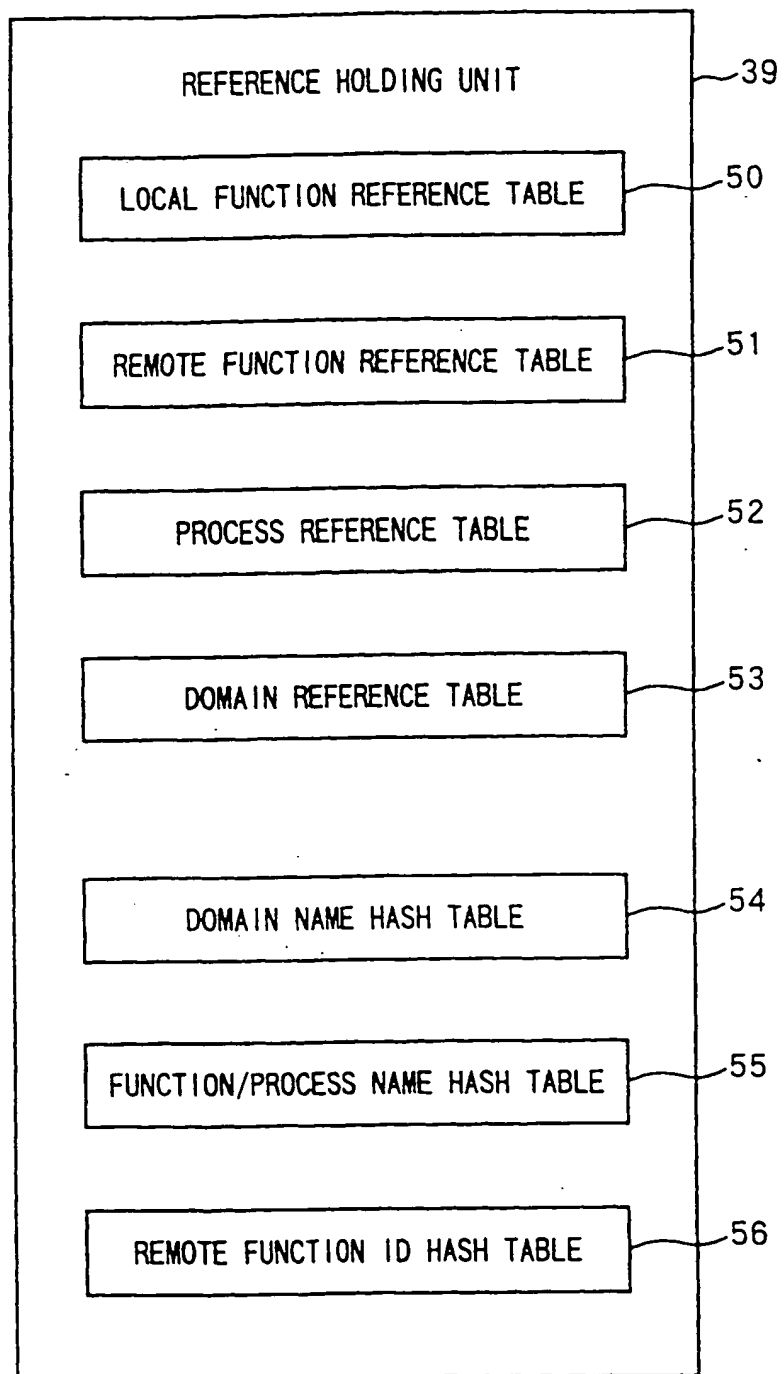 REFERENCE HOLDING UNIT
39
LOCAL FUNCTION REFERENCE TABLE
50
REMOTE FUNCTION REFERENCE TABLE
51
PROCESS REFERENCE TABLE
52
DOMAIN REFERENCE TABLE
53
DOMAIN NAME HASH TABLE
54
FUNCTION/PROCESS NAME HASH TABLE
55
REMOTE FUNCTION ID HASH TABLE
56